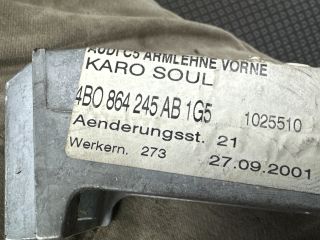 AUDI C5 ARMLEHNE VORNE
KARO SOUL
4B0 864 245 AB 1G5 1025510
Aenderungsst. 21
Werkern. 273 27.09.2001